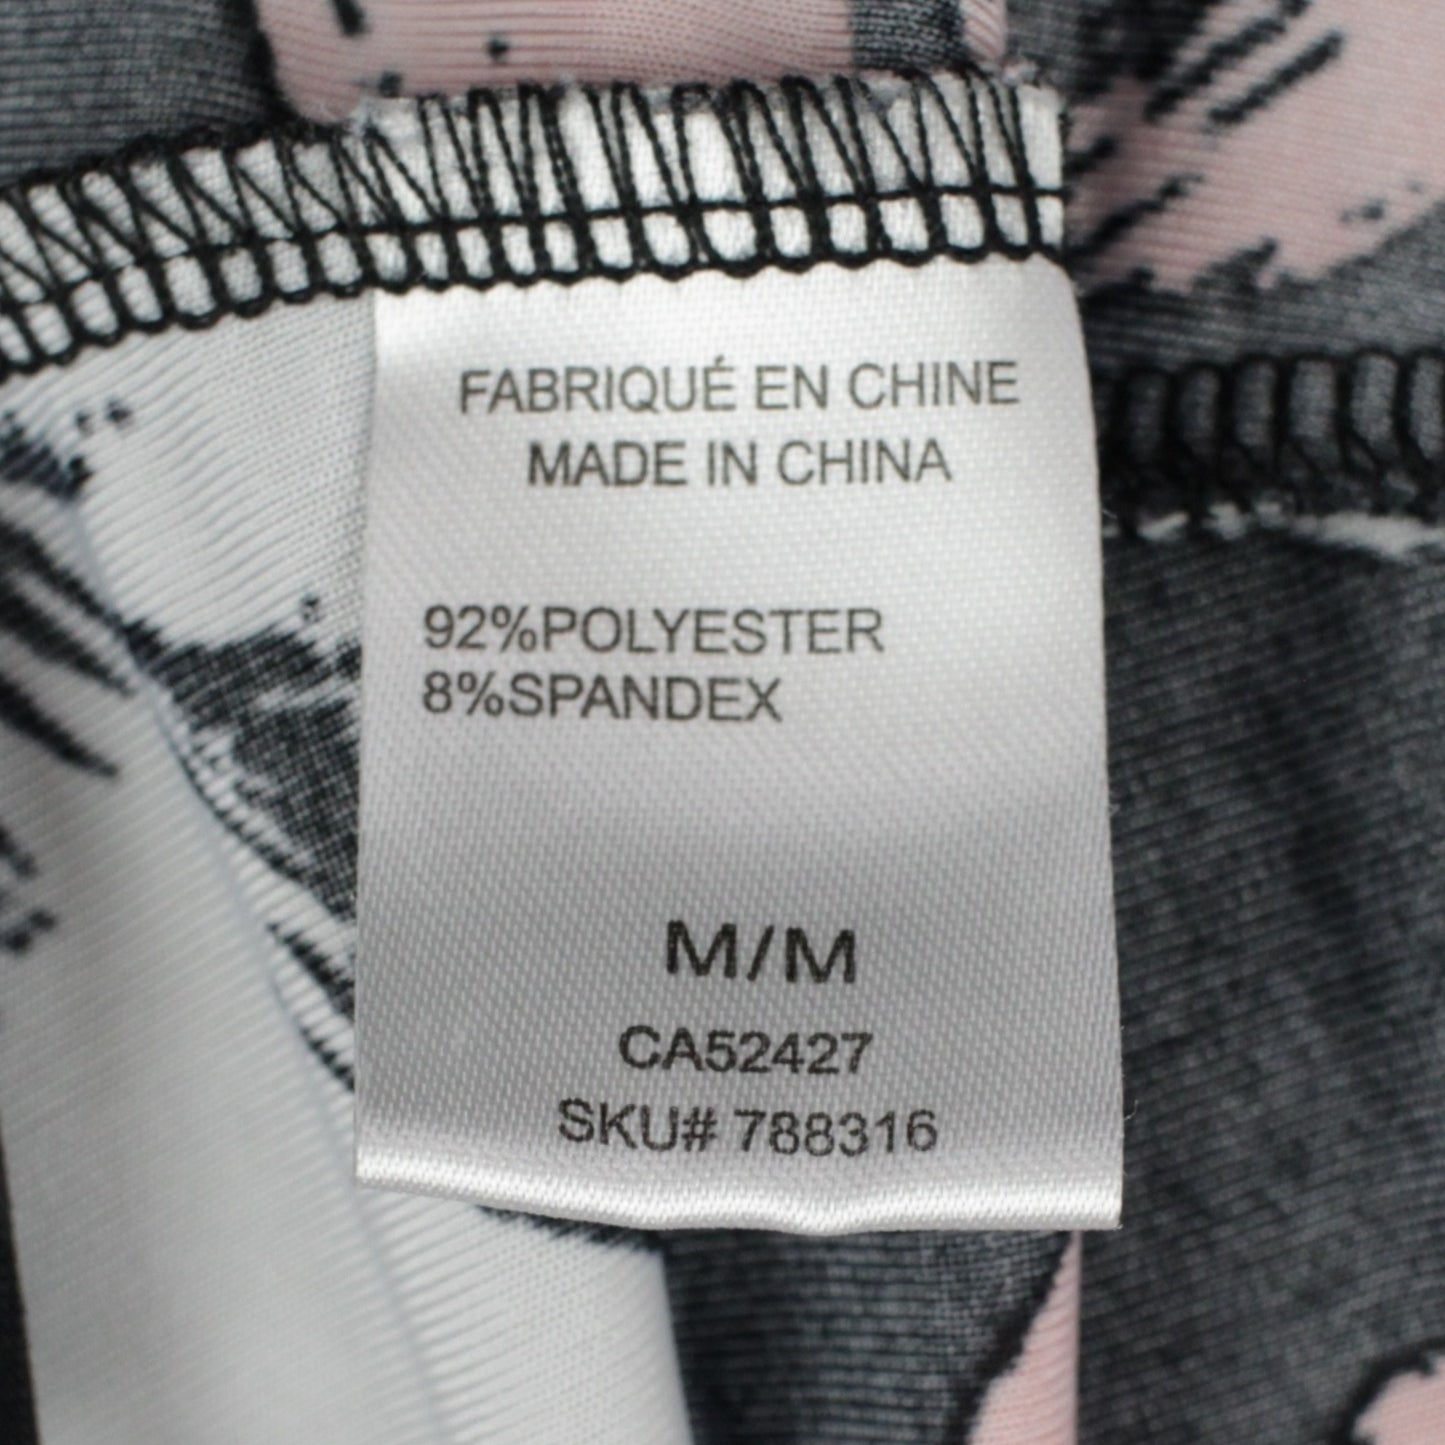 FABRIQUÉ EN CHINE
MADE IN CHINA
92%POLYESTER
8%SPANDEX
M/M
CA52427
SKU# 788316